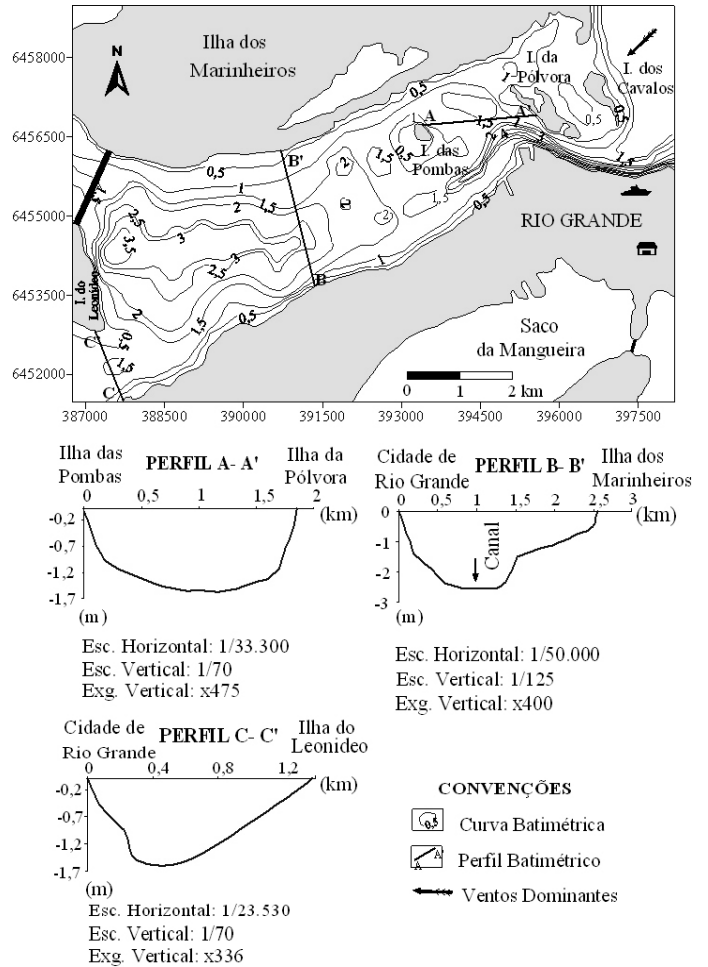 Ilha dos
Marinheiros
N
I. da
Pólvora
I. dos
Cavalos
I. das
Pombas
RIO GRANDE
Saco
da Mangueira
I. do
Leonídeo
A
A'
B'
B
C'
C
0,5
1
1,5
2
2,5
3
3,5
6458000
6456500
6455000
6453500
6452000
387000 388500 390000 391500 393000 394500 396000 397500
0 1 2 km
Ilha das
Pombas
PERFIL A- A'
Ilha da
Pólvora
0 0,5 1 1,5 2
(km)
-0,2
-0,7
-1,2
-1,7
(m)
Esc. Horizontal: 1/33.300
Esc. Vertical: 1/70
Exg. Vertical: x475
Cidade de
Rio Grande
PERFIL B- B'
Ilha dos
Marinheiros
0 1 1,5 2 2,5 3
(km)
0
-1
-2
-3
Canal
(m)
Esc. Horizontal: 1/50.000
Esc. Vertical: 1/125
Exg. Vertical: x400
Cidade de
Rio Grande
PERFIL C- C'
Ilha do
Leonideo
0 0,4 0,8 1,2
(km)
-0,2
-0,7
-1,2
-1,7
(m)
Esc. Horizontal: 1/23.530
Esc. Vertical: 1/70
Exg. Vertical: x336
CONVENÇÕES
0,5
Curva Batimétrica
A A'
Perfil Batimétrico
Ventos Dominantes